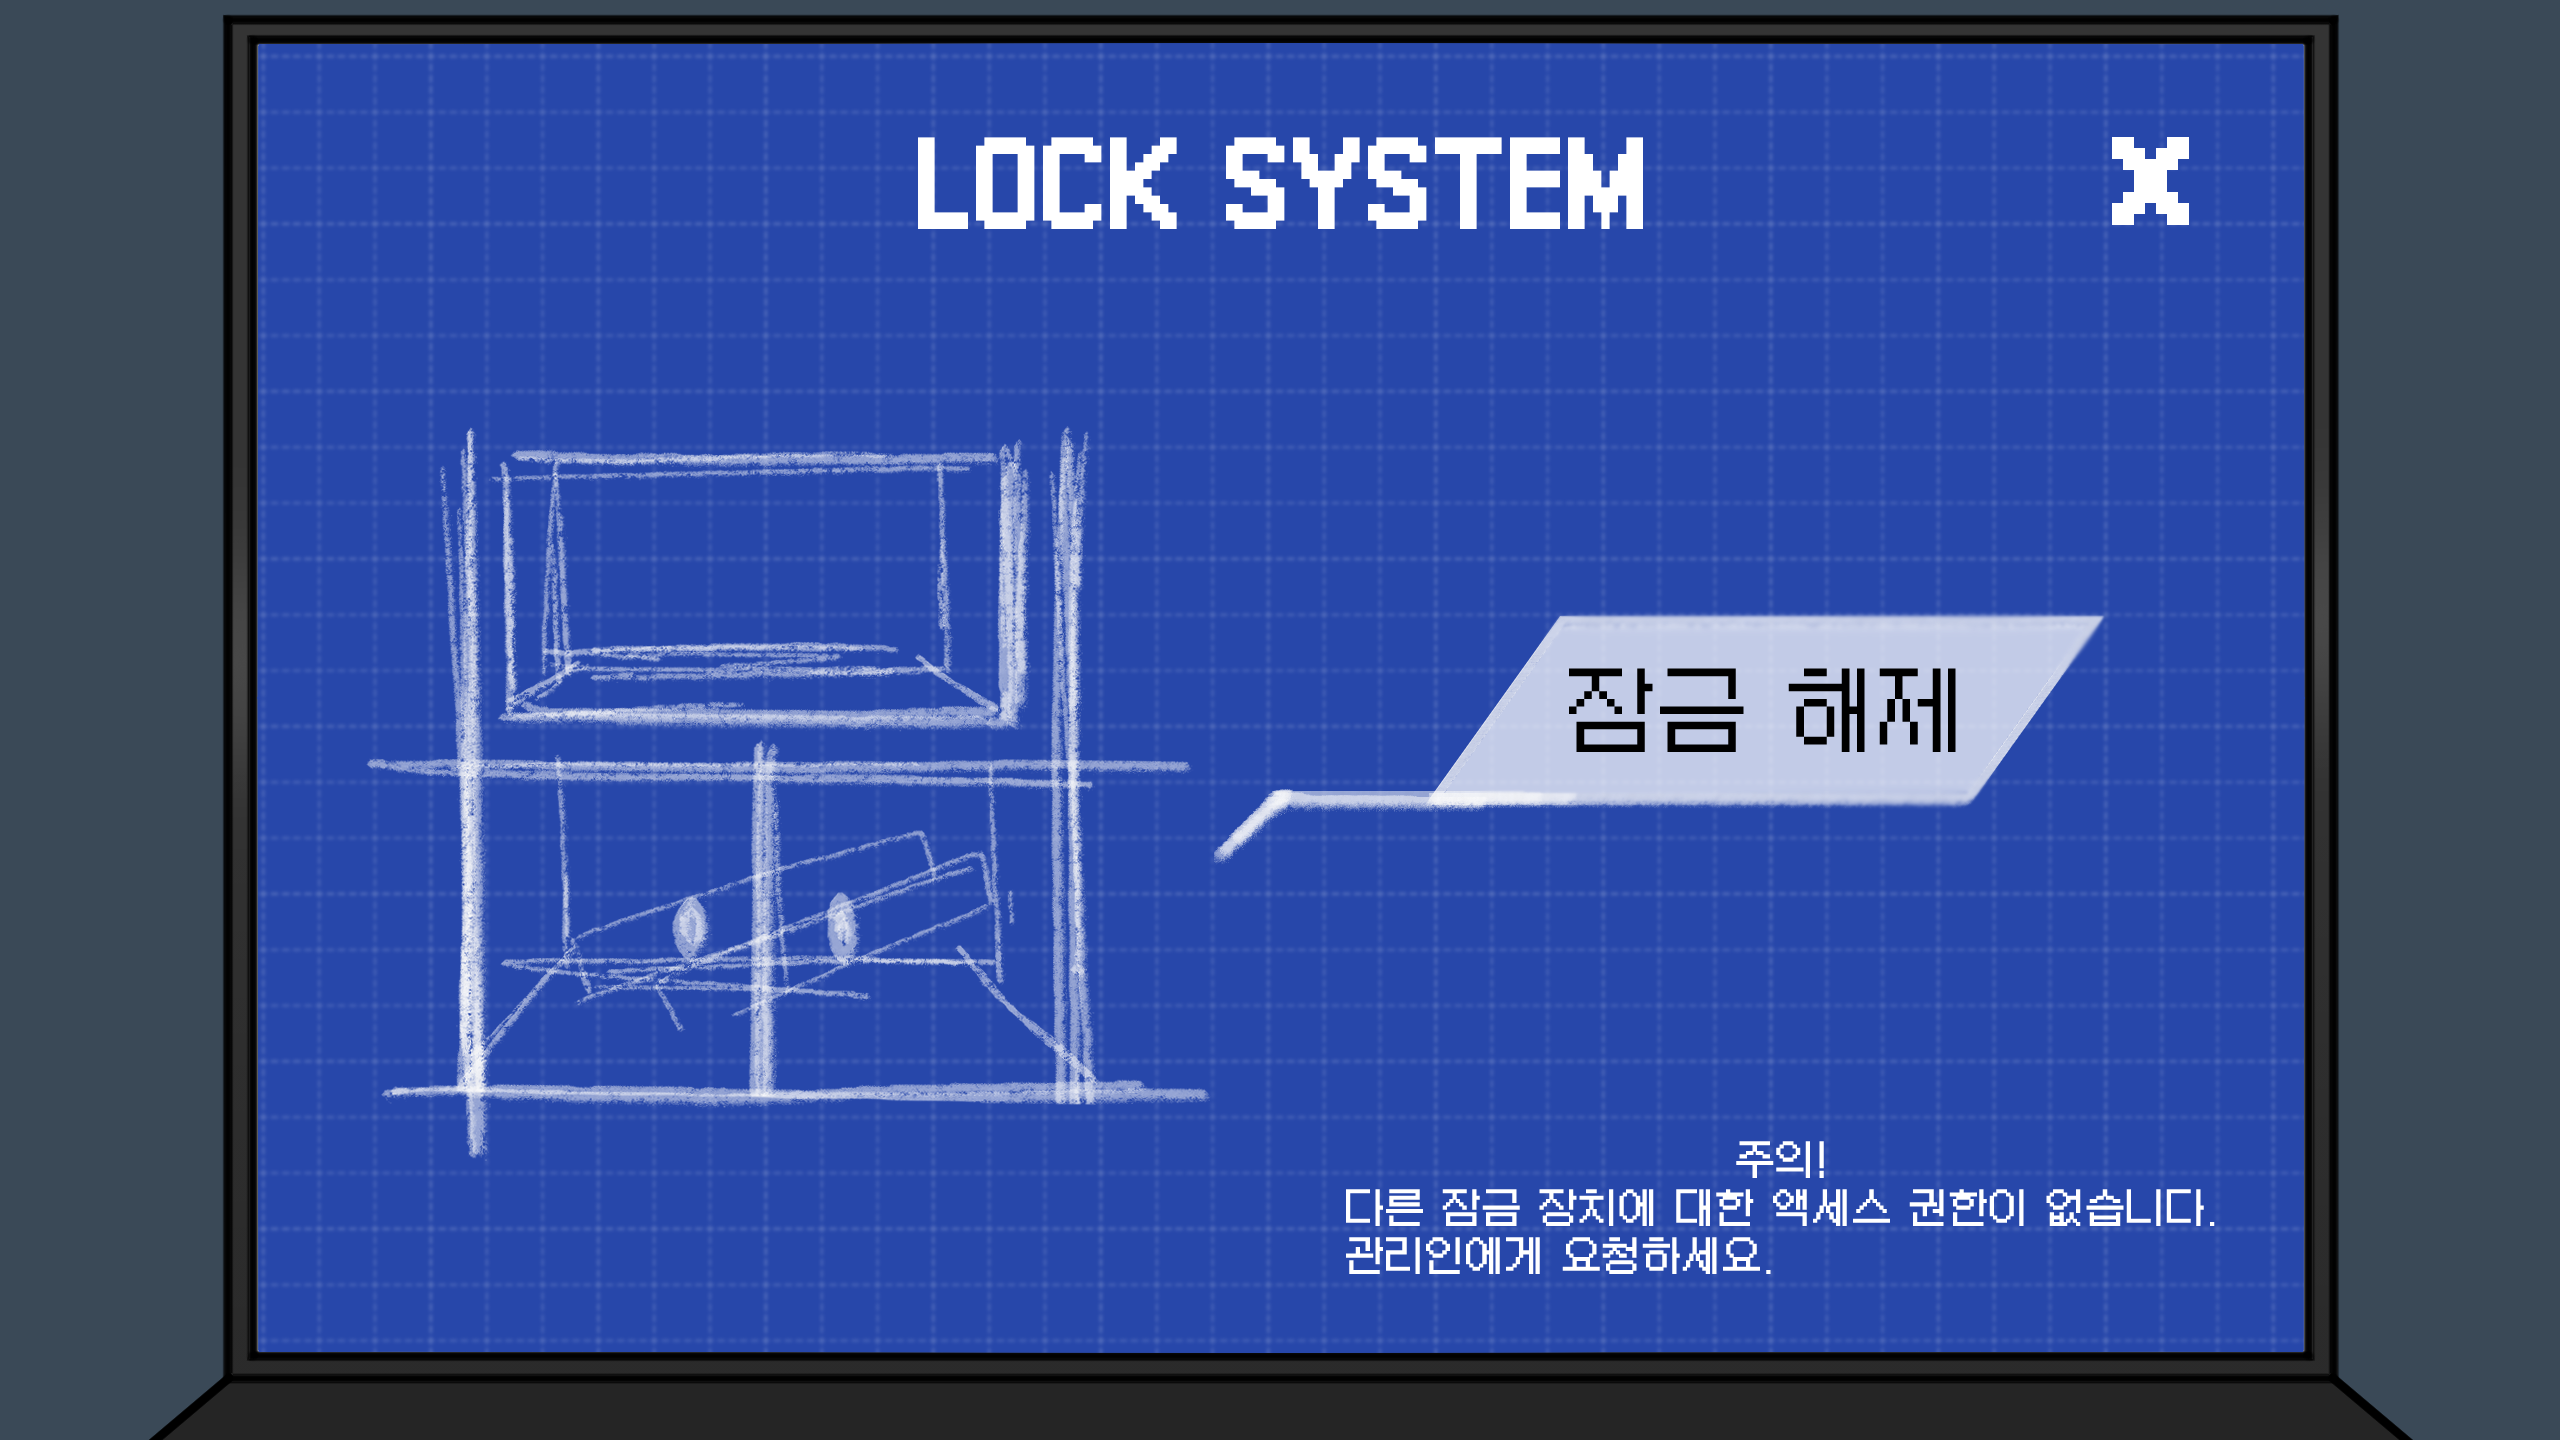 LOCK SYSTEM
X
잠금 해제
주의!
다른 잠금 장치에 대한 액세스 권한이 없습니다.
관리인에게 요청하세요.